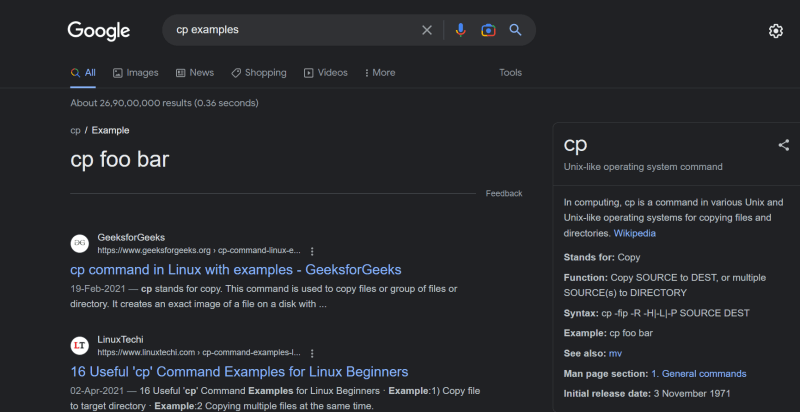 Google
cp examples
All
Images
News
Shopping
Videos
More
Tools
About 26,90,00,000 results (0.36 seconds)
cp / Example
cp foo bar
Feedback
GeeksforGeeks
https://www.geeksforgeeks.org › cp-command-linux-e...
cp command in Linux with examples - GeeksforGeeks
19-Feb-2021 — cp stands for copy. This command is used to copy files or group of files or
directory. It creates an exact image of a file on a disk with ...
LT
LinuxTechi
https://www.linuxtechi.com › cp-command-examples-l...
16 Useful 'cp' Command Examples for Linux Beginners
02-Apr-2021 — 16 Useful 'cp' Command Examples for Linux Beginners · Example:1) Copy file
to target directory · Example:2 Copying multiple files at the same time.
cp
Unix-like operating system command
In computing, cp is a command in various Unix and
Unix-like operating systems for copying files and
directories. Wikipedia
Stands for: Copy
Function: Copy SOURCE to DEST, or multiple
SOURCE(s) to DIRECTORY
Syntax: cp -fip -R -H|-L|-P SOURCE DEST
Example: cp foo bar
See also: mv
Man page section: 1. General commands
Initial release date: 3 November 1971